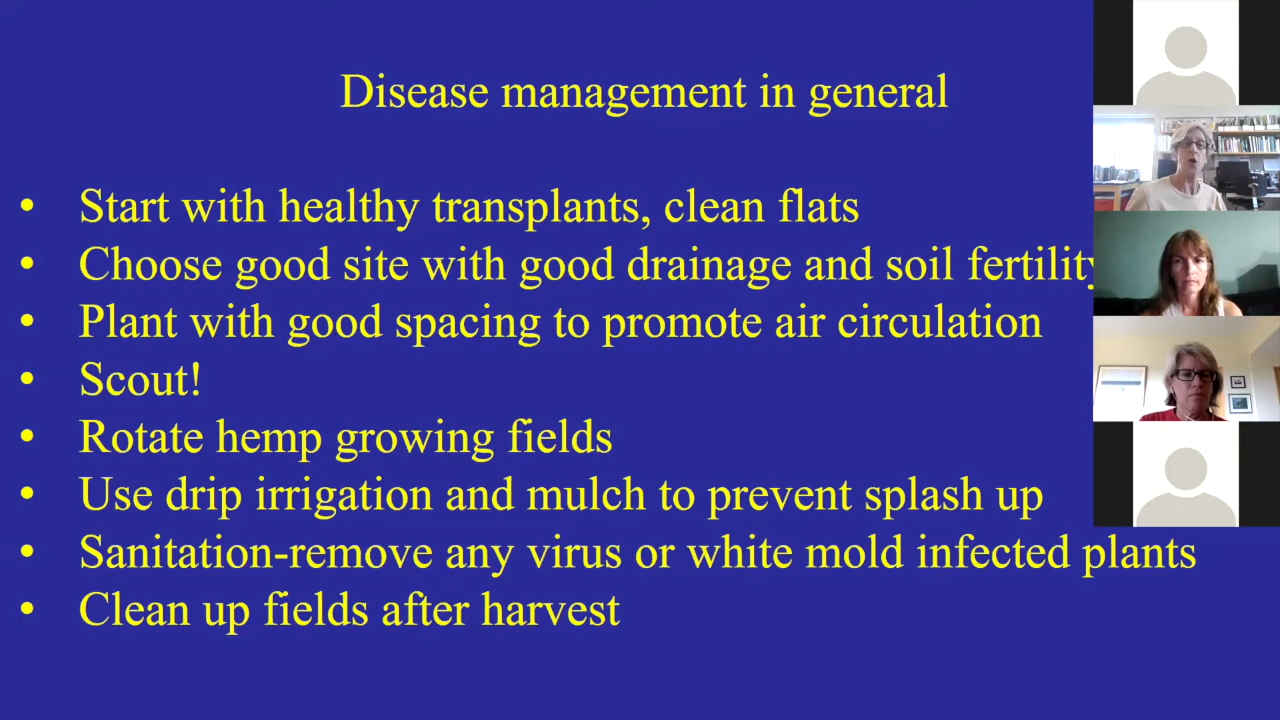 Disease management in general
• Start with healthy transplants, clean flats
• Choose good site with good drainage and soil fertility
• Plant with good spacing to promote air circulation
• Scout!
• Rotate hemp growing fields
• Use drip irrigation and mulch to prevent splash up
• Sanitation-remove any virus or white mold infected plants
• Clean up fields after harvest